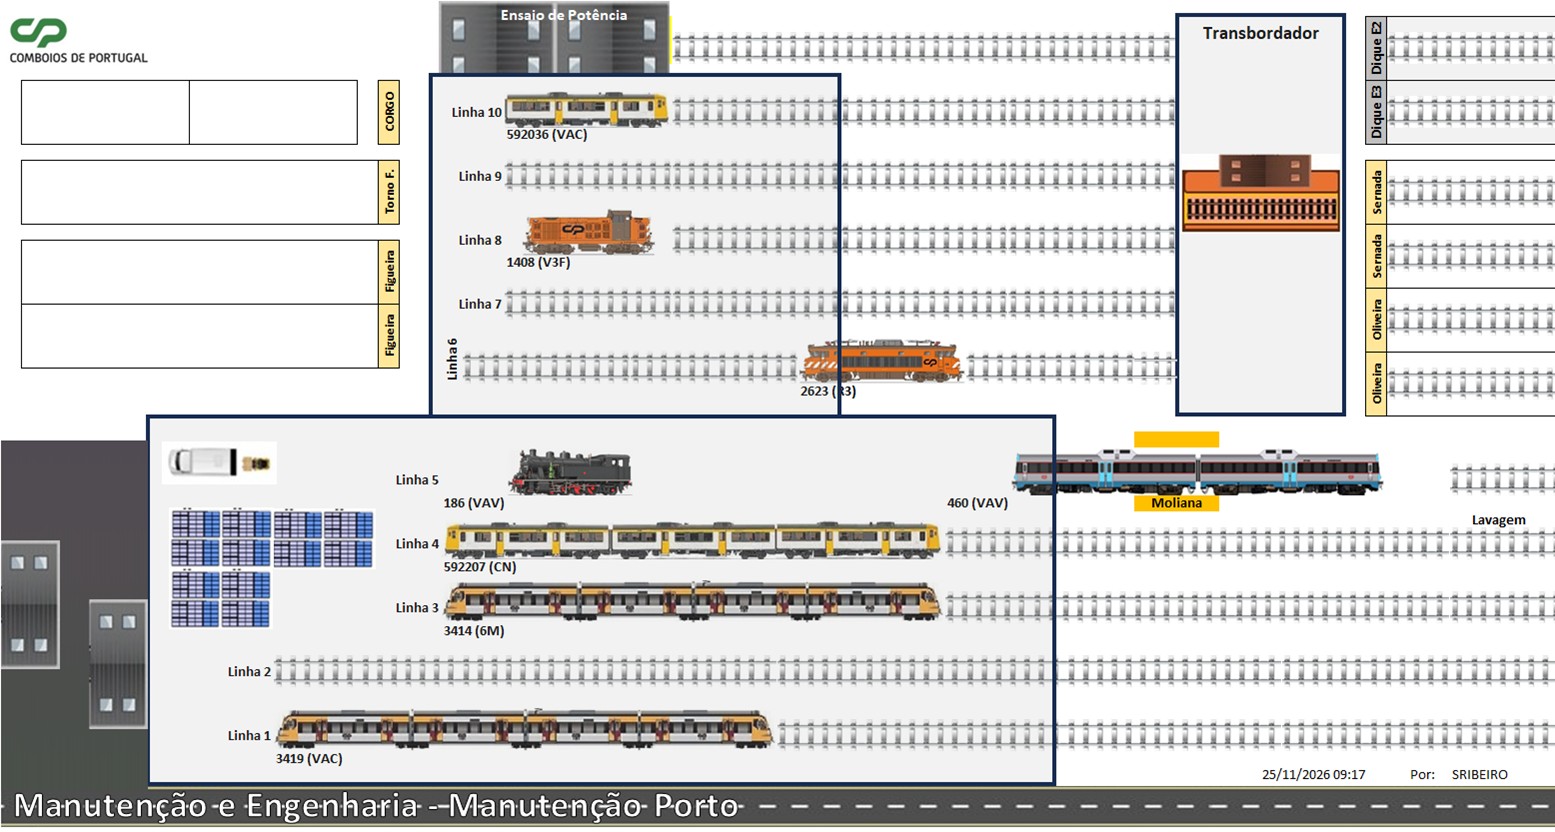 Ensaio de Potência
Transbordador
Dique E2
CP
COMBOIOS DE PORTUGAL
CORGO
Linha 10
592036 (VAC)
Dique E3
Torno F.
Linha 9
Sernada
Figueira
Linha 8
CP
1408 (V3F)
Sernada
Figueira
Linha 7
Oliveira
Linha 6
CP
2623 (R3)
Oliveira
Linha 5
186 (VAV)
460 (VAV)
Moliana
Lavagem
Linha 4
592207 (CN)
Linha 3
3414 (6M)
Linha 2
Linha 1
3419 (VAC)
25/11/2026 09:17 Por: SRIBEIRO
Manutenção e Engenharia - Manutenção Porto